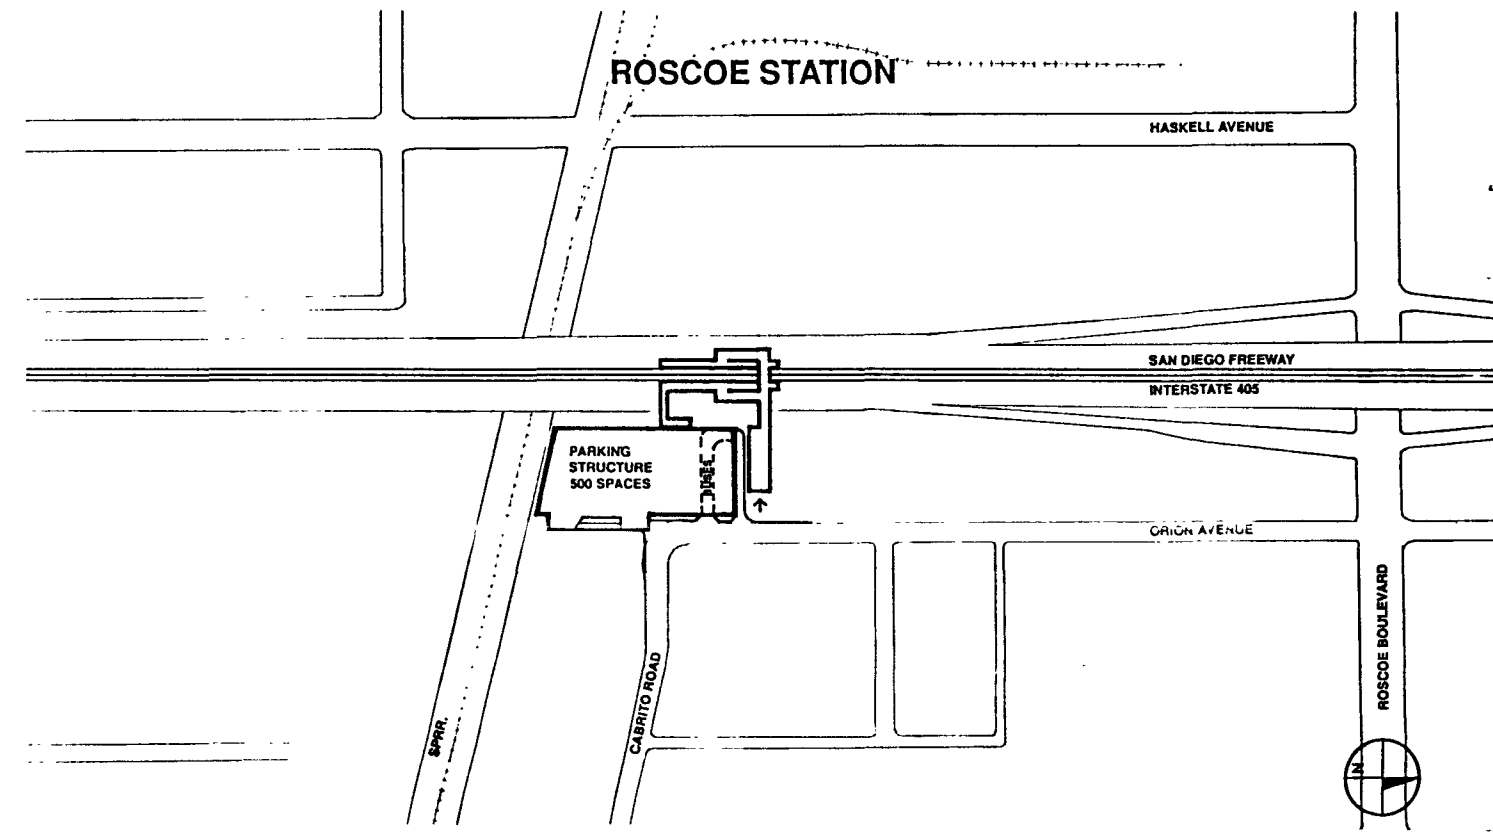 ROSCOE STATION
HASKELL AVENUE
SAN DIEGO FREEWAY
INTERSTATE 405
PARKING
STRUCTURE
500 SPACES
BUSES
ORION AVENUE
ROSCOE BOULEVARD
CABRITO ROAD
SPRR.
N